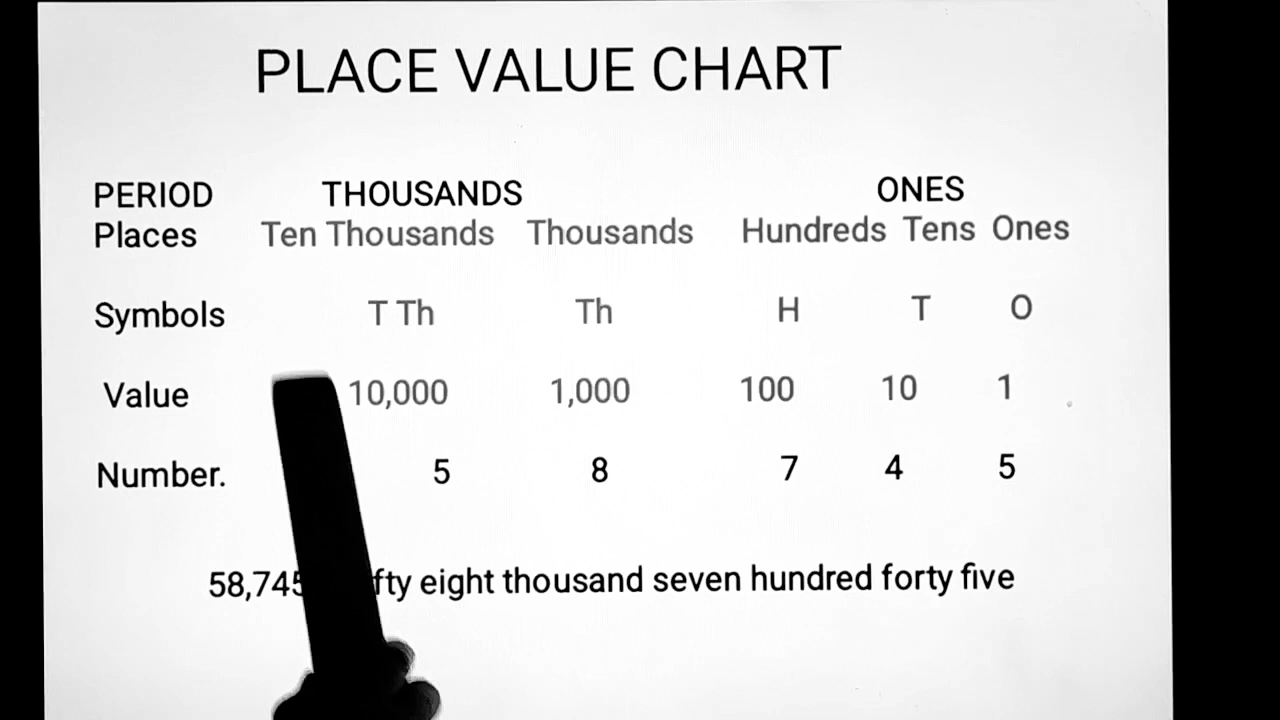 PLACE VALUE CHART
PERIOD THOUSANDS ONES
Places Ten Thousands Thousands Hundreds Tens Ones
Symbols T Th Th H T O
Value 10,000 1,000 100 10 1
Number. 5 8 7 4 5
58,745 eight thousand seven hundred forty five